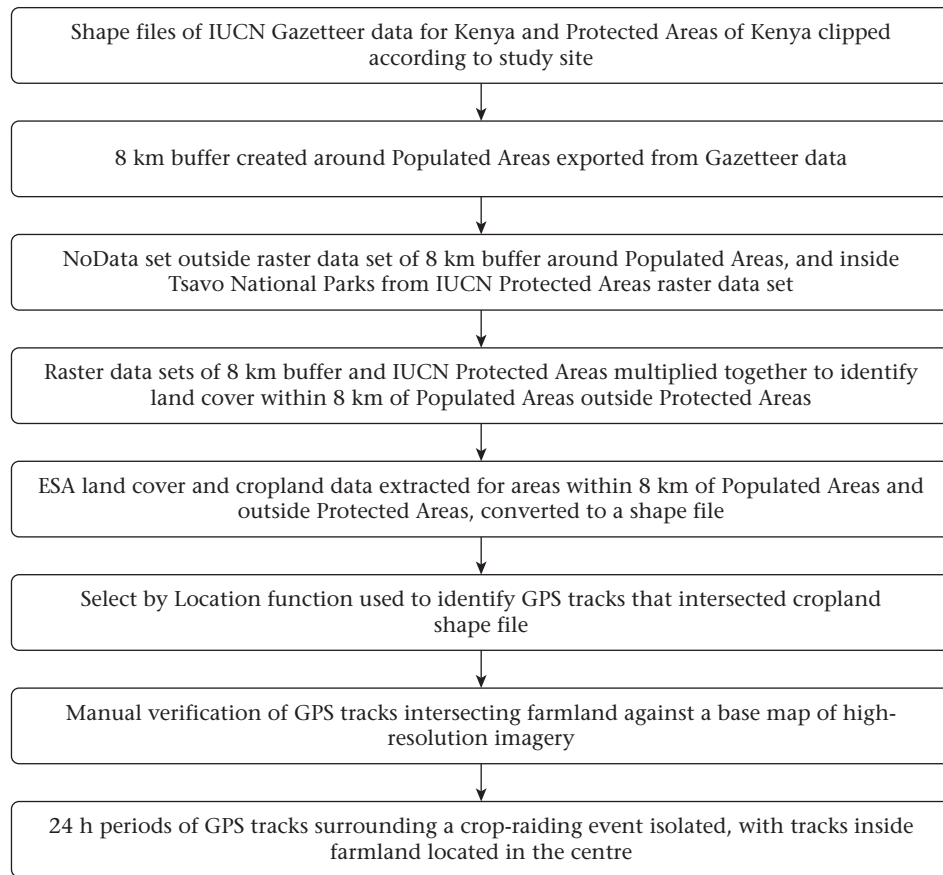 Shape files of IUCN Gazetteer data for Kenya and Protected Areas of Kenya clipped
according to study site
8 km buffer created around Populated Areas exported from Gazetteer data
NoData set outside raster data set of 8 km buffer around Populated Areas, and inside
Tsavo National Parks from IUCN Protected Areas raster data set
Raster data sets of 8 km buffer and IUCN Protected Areas multiplied together to identify
land cover within 8 km of Populated Areas outside Protected Areas
ESA land cover and cropland data extracted for areas within 8 km of Populated Areas and
outside Protected Areas, converted to a shape file
Select by Location function used to identify GPS tracks that intersected cropland
shape file
Manual verification of GPS tracks intersecting farmland against a base map of high-
resolution imagery
24 h periods of GPS tracks surrounding a crop-raiding event isolated, with tracks inside
farmland located in the centre